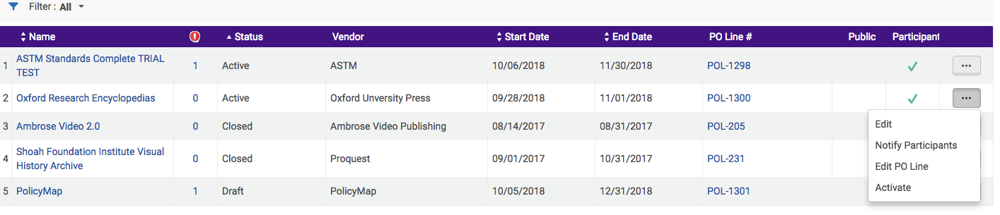 Filter : All
Name Status Vendor Start Date End Date PO Line # Public Participant
1 ASTM Standards Complete TRIAL TEST 1 Active ASTM 10/06/2018 11/30/2018 POL-1298
2 Oxford Research Encyclopedias 0 Active Oxford Unversity Press 09/28/2018 11/01/2018 POL-1300
3 Ambrose Video 2.0 0 Closed Ambrose Video Publishing 08/14/2017 08/31/2017 POL-205
4 Shoah Foundation Institute Visual History Archive 0 Closed Proquest 09/01/2017 10/31/2017 POL-231
5 PolicyMap 1 Draft PolicyMap 10/05/2018 12/31/2018 POL-1301
Edit
Notify Participants
Edit PO Line
Activate